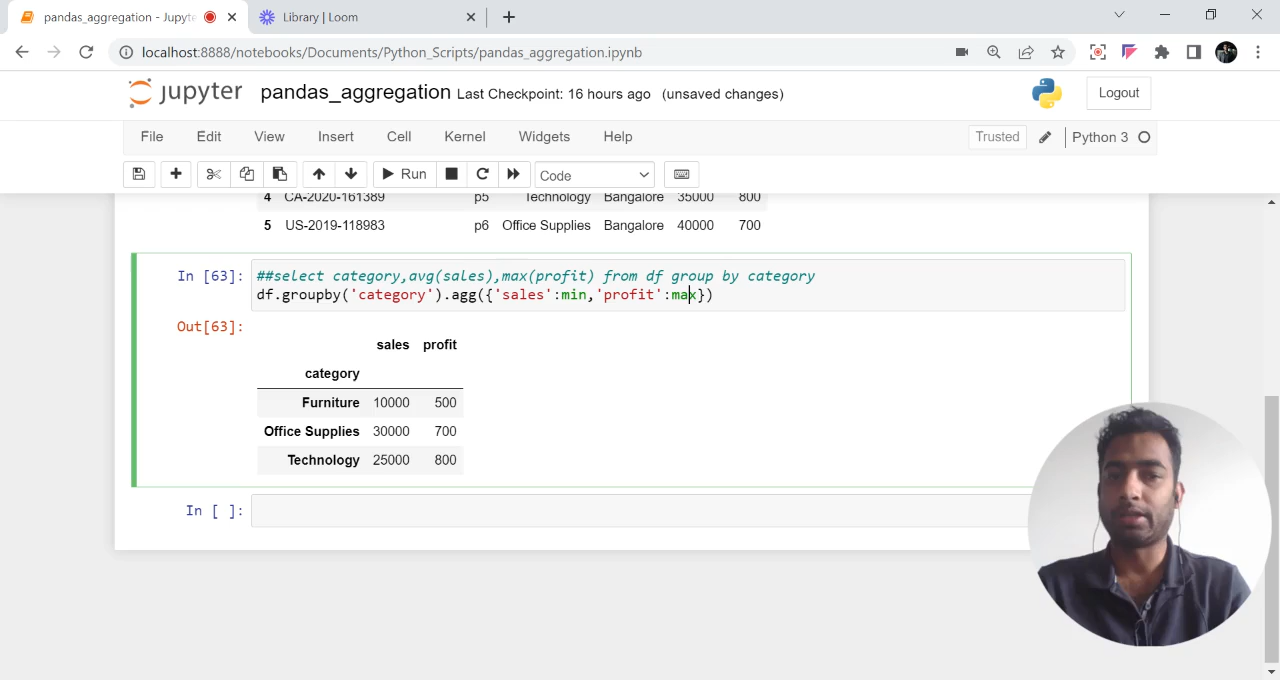 pandas_aggregation - Jupyte
Library | Loom
localhost:8888/notebooks/Documents/Python_Scripts/pandas_aggregation.ipynb
jupyter pandas_aggregation Last Checkpoint: 16 hours ago (unsaved changes) Logout
File Edit View Insert Cell Kernel Widgets Help Trusted Python 3
Run Code
4 CA-2020-161389 p5 Technology Bangalore 35000 800
5 US-2019-118983 p6 Office Supplies Bangalore 40000 700
In [63]: ##select category,avg(sales),max(profit) from df group by category
df.groupby('category').agg({'sales':min,'profit':max})
Out[63]:
sales profit
category
Furniture 10000 500
Office Supplies 30000 700
Technology 25000 800
In [ ]: